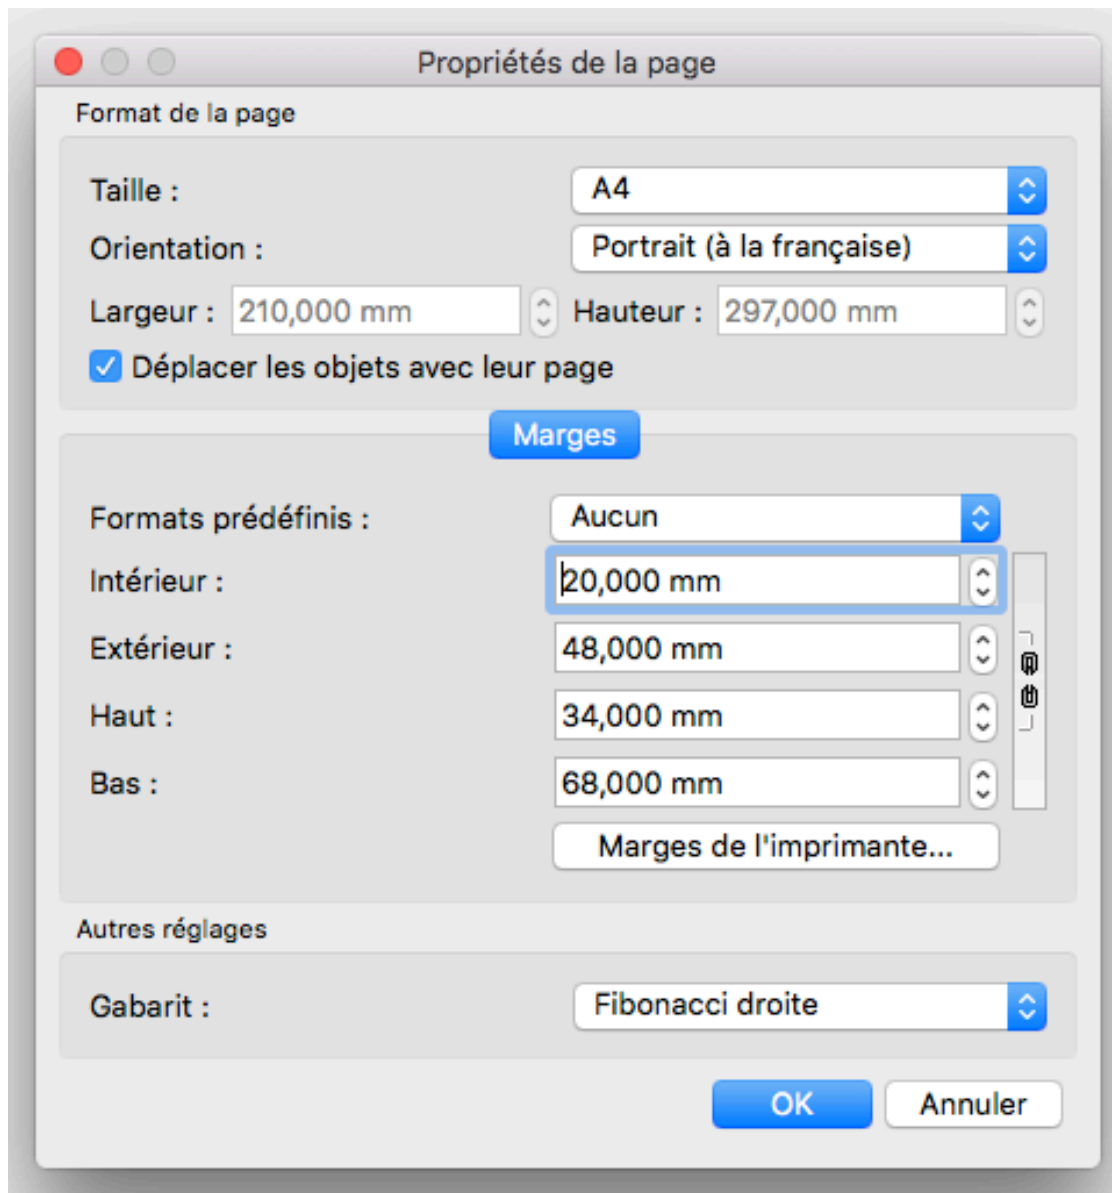 Propriétés de la page
Format de la page
Taille : A4
Orientation : Portrait (à la française)
Largeur : 210,000 mm Hauteur : 297,000 mm
Déplacer les objets avec leur page
Marges
Formats prédéfinis : Aucun
Intérieur : 20,000 mm
Extérieur : 48,000 mm
Haut : 34,000 mm
Bas : 68,000 mm
Marges de l'imprimante...
Autres réglages
Gabarit : Fibonacci droite
OK Annuler